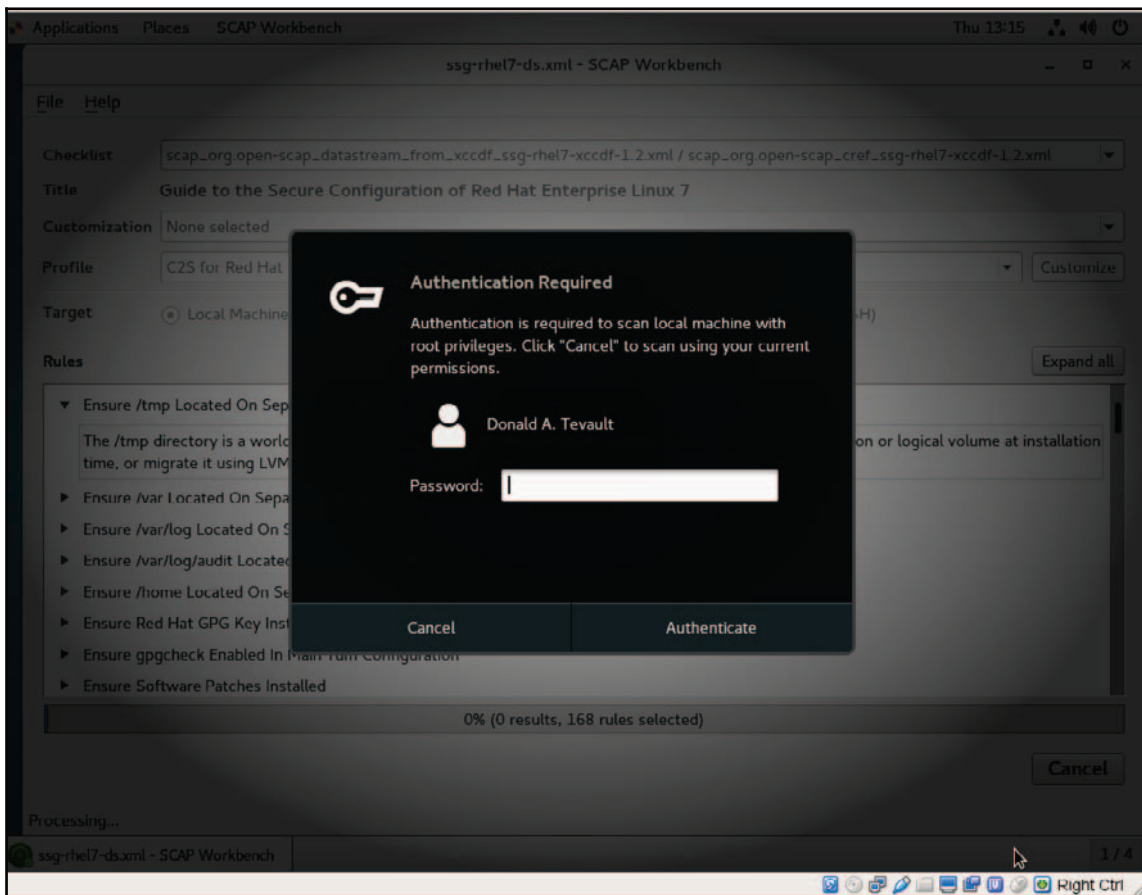 Applications Places SCAP Workbench Thu 13:15
ssg-rhel7-ds.xml - SCAP Workbench
File Help
Checklist scap_org.open-scap_datastream_from_xccdf_ssg-rhel7-xccdf-1.2.xml / scap_org.open-scap_cref_ssg-rhel7-xccdf-1.2.xml
Title Guide to the Secure Configuration of Red Hat Enterprise Linux 7
Customization None selected
Profile C2S for Red Hat Customize
Target Local Machine H)
Rules Expand all
Ensure /tmp Located On Sep
The /tmp directory is a world on or logical volume at installation
time, or migrate it using LVM
Ensure /var Located On Sepa
Ensure /var/log Located On S
Ensure /var/log/audit Located
Ensure /home Located On Se
Ensure Red Hat GPG Key Inst
Ensure gpgcheck Enabled In Main Yum Configuration
Ensure Software Patches Installed
Authentication Required
Authentication is required to scan local machine with
root privileges. Click "Cancel" to scan using your current
permissions.
Donald A. Tevault
Password:
Cancel Authenticate
0% (0 results, 168 rules selected)
Cancel
Processing...
ssg-rhel7-ds.xml - SCAP Workbench 1 / 4
Right Ctrl